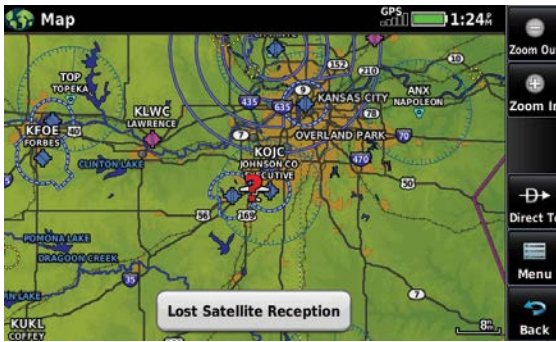 Map
GPS
1:24 P M
Zoom Out
Zoom In
Direct To
Menu
Back
TOP
TOPEKA
KLWC
LAWRENCE
KFOE
FORBES
40
CLINTON LAKE
POMONA LAKE
DRAGOON CREEK
KUKL
COFFEY
435
635
9
152
210
10
KANSAS CITY
ANX
NAPOLEON
78
7
OVERLAND PARK
70
470
KOJC
JOHNSON CO
EXECUTIVE
?
50
56
169
35
7
Lost Satellite Reception